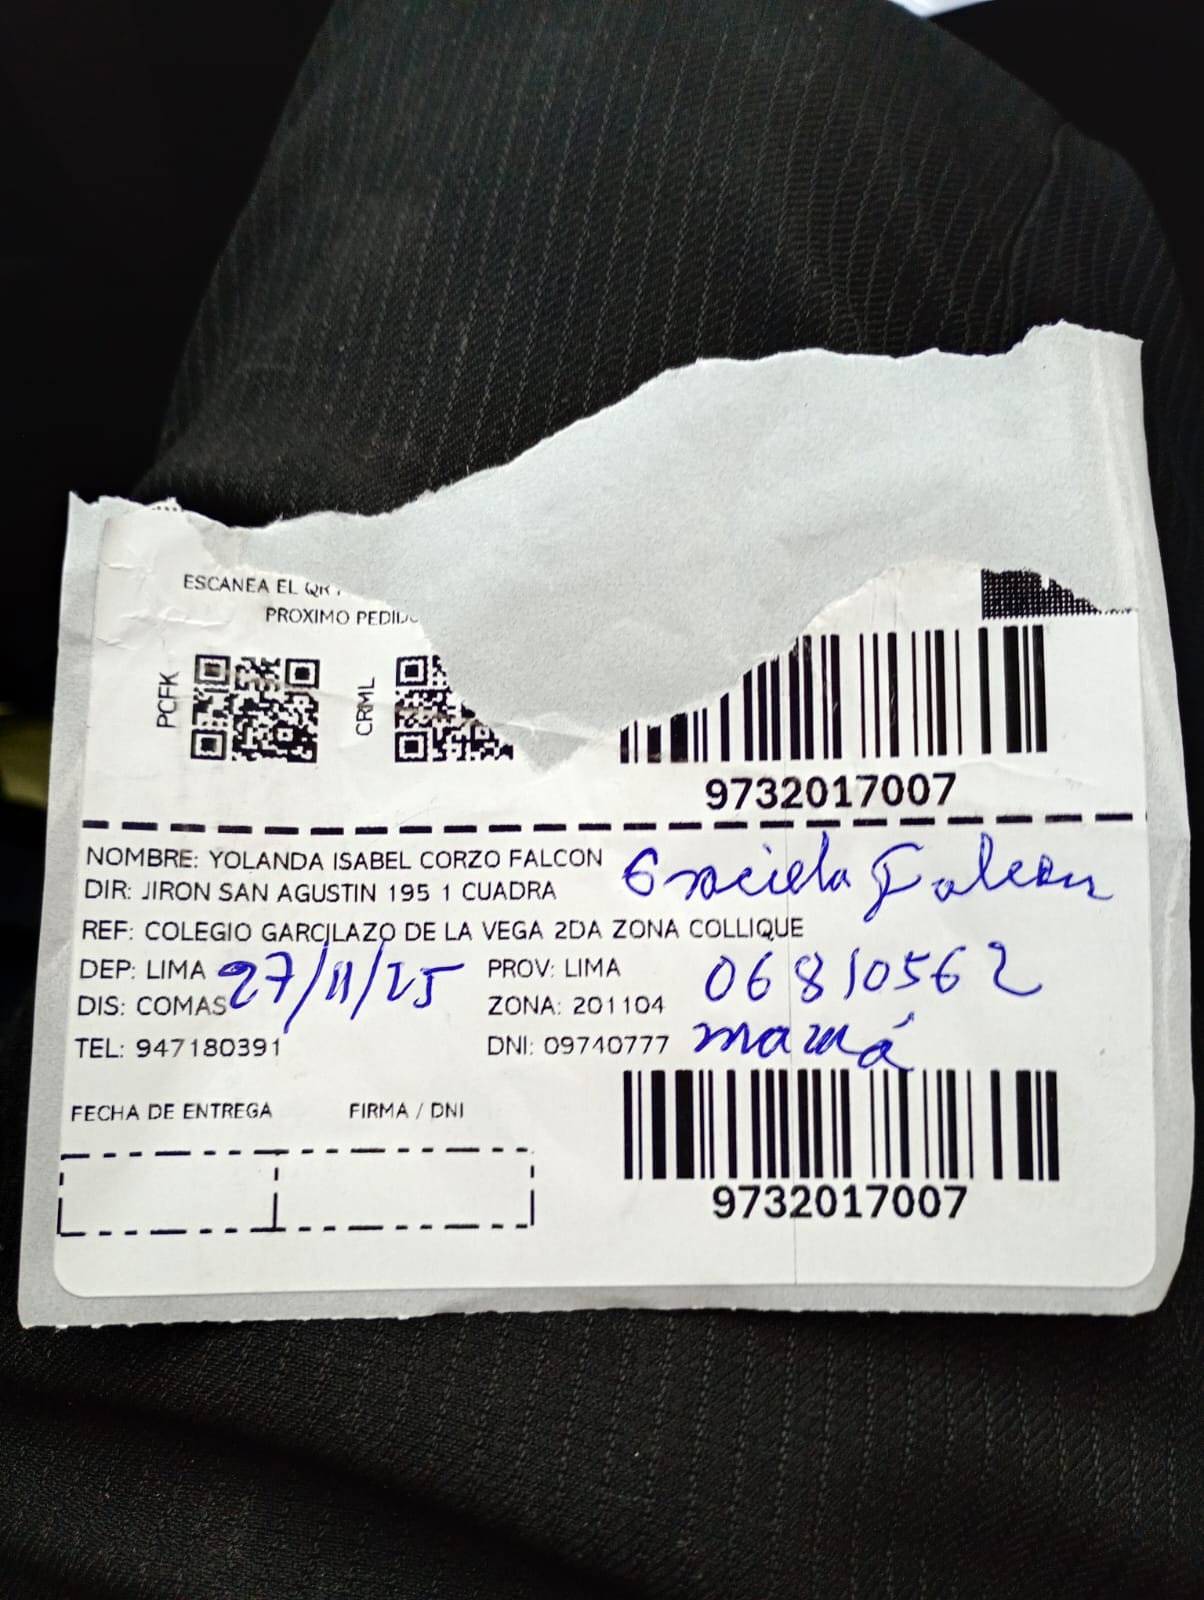 ESCANEA EL QR
PROXIMO PEDIDO
PCFK
CRML
9732017007
NOMBRE: YOLANDA ISABEL CORZO FALCON
Graciela Falcon
DIR: JIRON SAN AGUSTIN 195 1 CUADRA
REF: COLEGIO GARCILAZO DE LA VEGA 2DA ZONA COLLIQUE
DEP: LIMA
27/11/25
PROV: LIMA
06810562
DIS: COMAS
ZONA: 201104
TEL: 947180391
DNI: 09740777
mamá
FECHA DE ENTREGA
FIRMA / DNI
9732017007